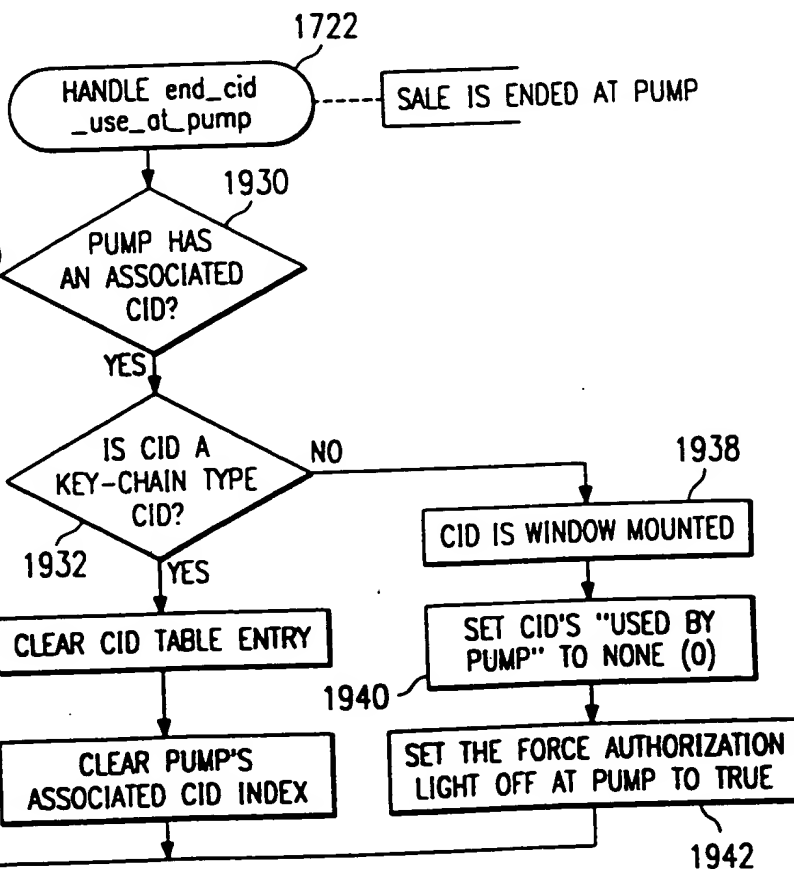 1722
HANDLE end_cid
_use_at_pump
SALE IS ENDED AT PUMP
1930
PUMP HAS
AN ASSOCIATED
CID?
YES
IS CID A
KEY-CHAIN TYPE
CID?
NO
1932
YES
1938
CID IS WINDOW MOUNTED
CLEAR CID TABLE ENTRY
SET CID'S "USED BY
PUMP" TO NONE (0)
1940
CLEAR PUMP'S
ASSOCIATED CID INDEX
SET THE FORCE AUTHORIZATION
LIGHT OFF AT PUMP TO TRUE
1942